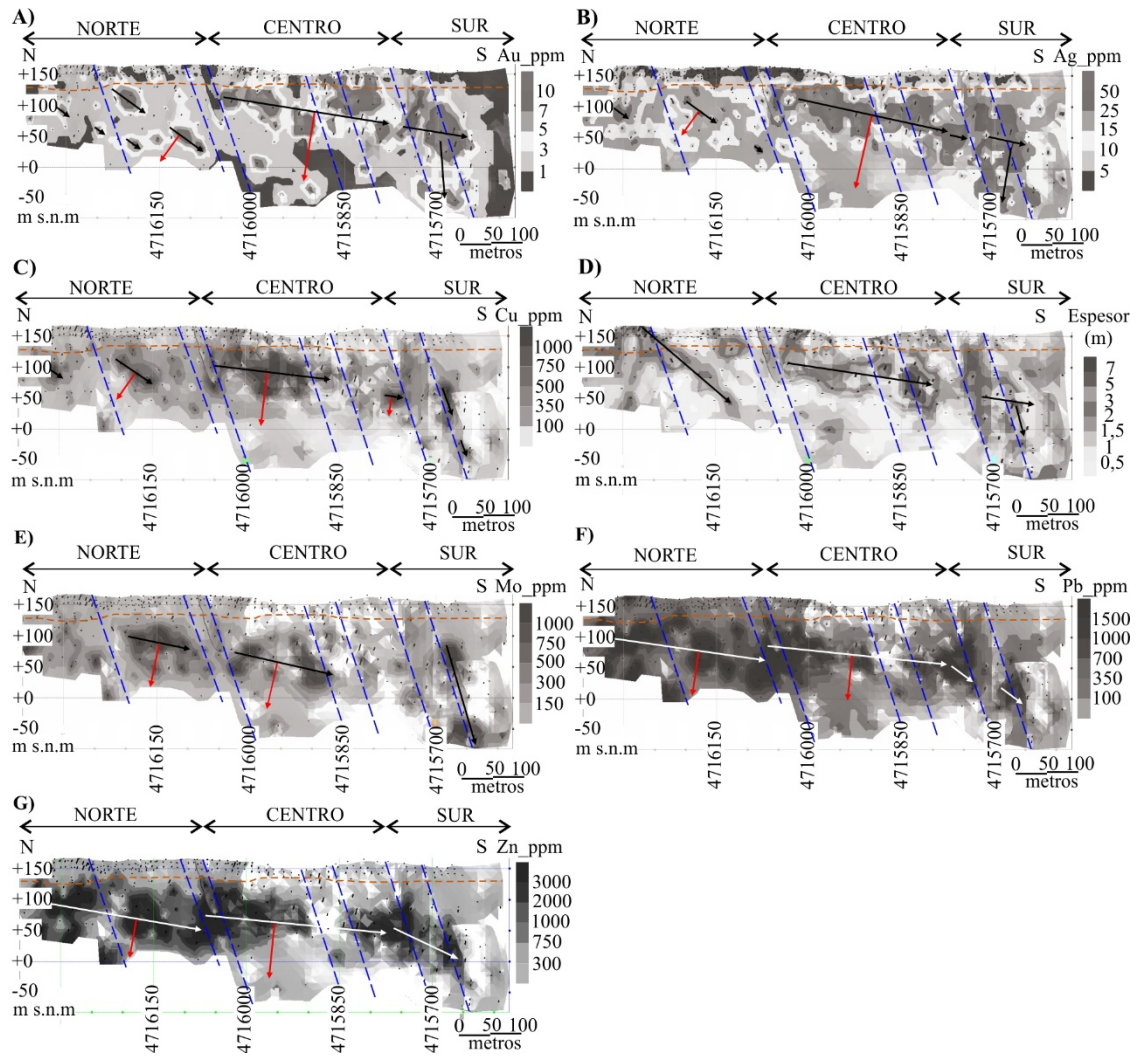 A)
NORTE CENTRO SUR
N S Au_ppm
+150
+100
+50
+0
-50
m s.n.m
10
7
5
3
1
4716150
4716000
4715850
4715700
0 50 100
metros
B)
NORTE CENTRO SUR
N S Ag_ppm
+150
+100
+50
+0
-50
m s.n.m
50
25
15
10
5
4716150
4716000
4715850
4715700
0 50 100
metros
C)
NORTE CENTRO SUR
N S Cu_ppm
+150
+100
+50
+0
-50
m s.n.m
1000
750
500
350
100
4716150
4716000
4715850
4715700
0 50 100
metros
D)
NORTE CENTRO SUR
N S Espesor
(m)
+150
+100
+50
+0
-50
m s.n.m
7
5
3
2
1,5
1
0,5
4716150
4716000
4715850
4715700
0 50 100
metros
E)
NORTE CENTRO SUR
N S Mo_ppm
+150
+100
+50
+0
-50
m s.n.m
1000
750
500
300
150
4716150
4716000
4715850
4715700
0 50 100
metros
F)
NORTE CENTRO SUR
N S Pb_ppm
+150
+100
+50
+0
-50
m s.n.m
1500
1000
700
350
100
4716150
4716000
4715850
4715700
0 50 100
metros
G)
NORTE CENTRO SUR
N S Zn_ppm
+150
+100
+50
+0
-50
m s.n.m
3000
2000
1000
750
300
4716150
4716000
4715850
4715700
0 50 100
metros